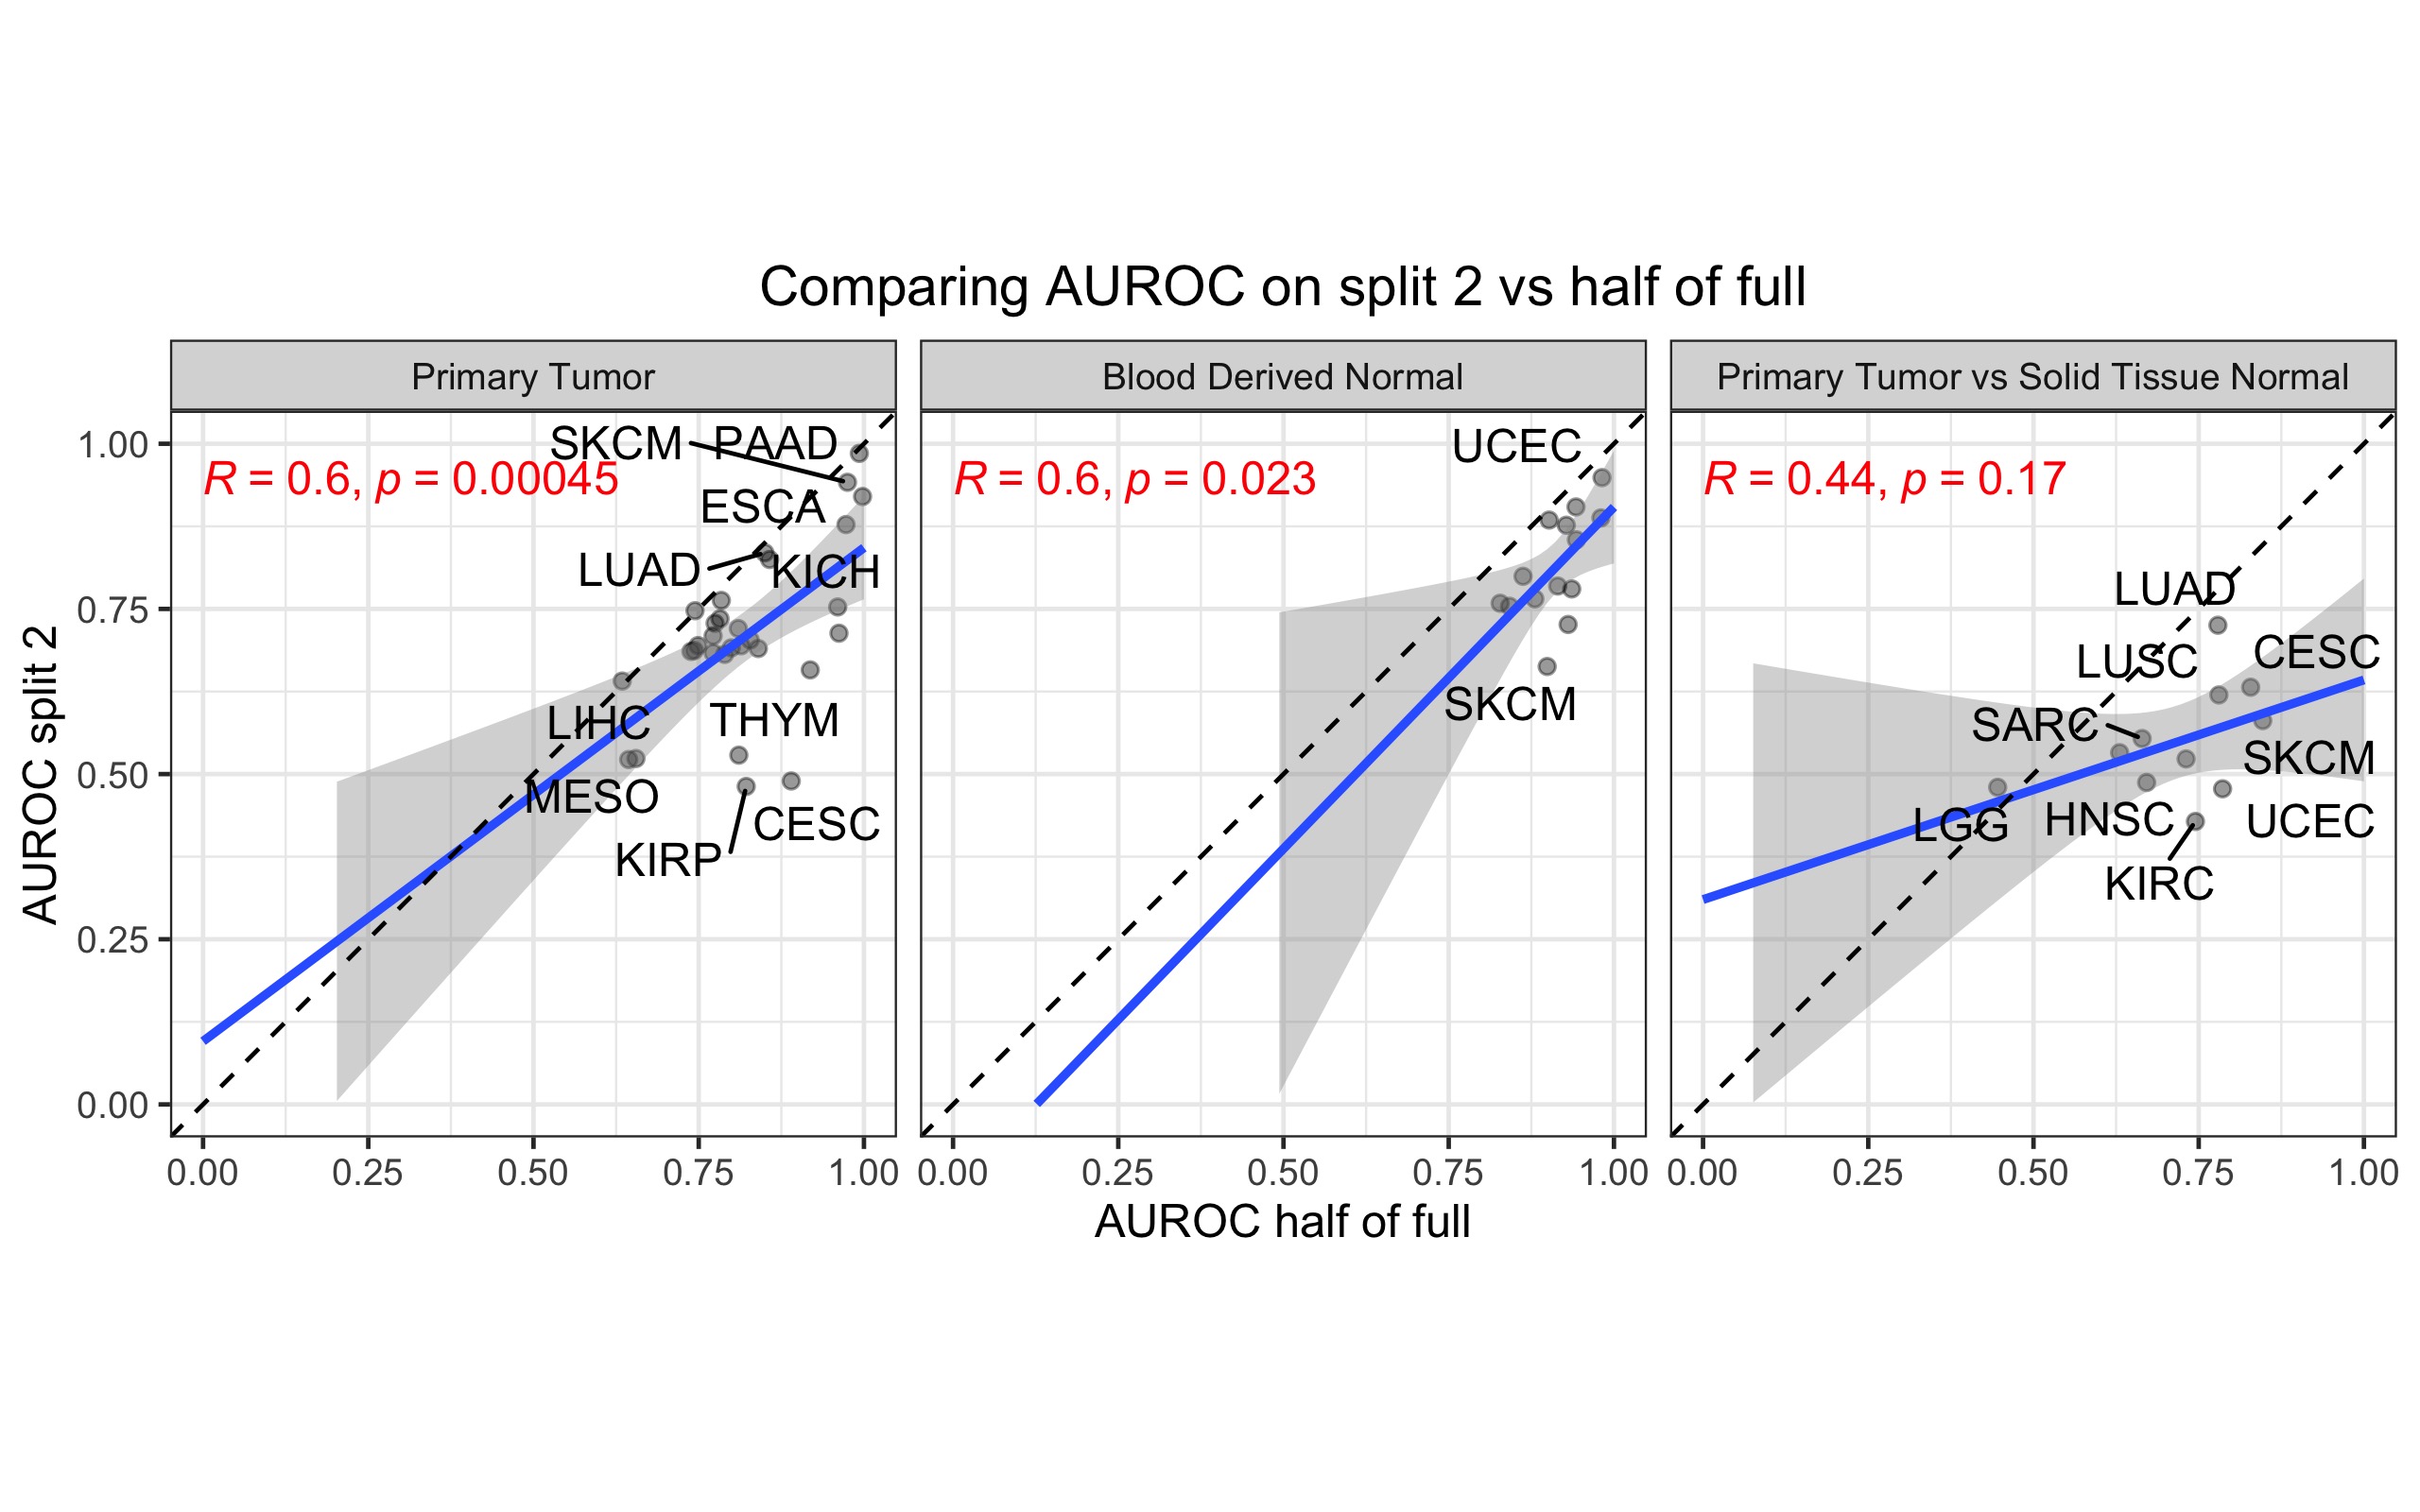 Comparing AUROC on split 2 vs half of full
Primary Tumor
Blood Derived Normal
Primary Tumor vs Solid Tissue Normal
AUROC split 2
1.00
0.75
0.50
0.25
0.00
R = 0.6, p = 0.00045
SKCM
PAAD
ESCA
LUAD
KICH
LIHC
THYM
MESO
CESC
KIRP
R = 0.6, p = 0.023
UCEC
SKCM
R = 0.44, p = 0.17
LUAD
LUSC
CESC
SARC
SKCM
LGG
HNSC
UCEC
KIRC
0.00 0.25 0.50 0.75 1.00
0.00 0.25 0.50 0.75 1.00
0.00 0.25 0.50 0.75 1.00
AUROC half of full